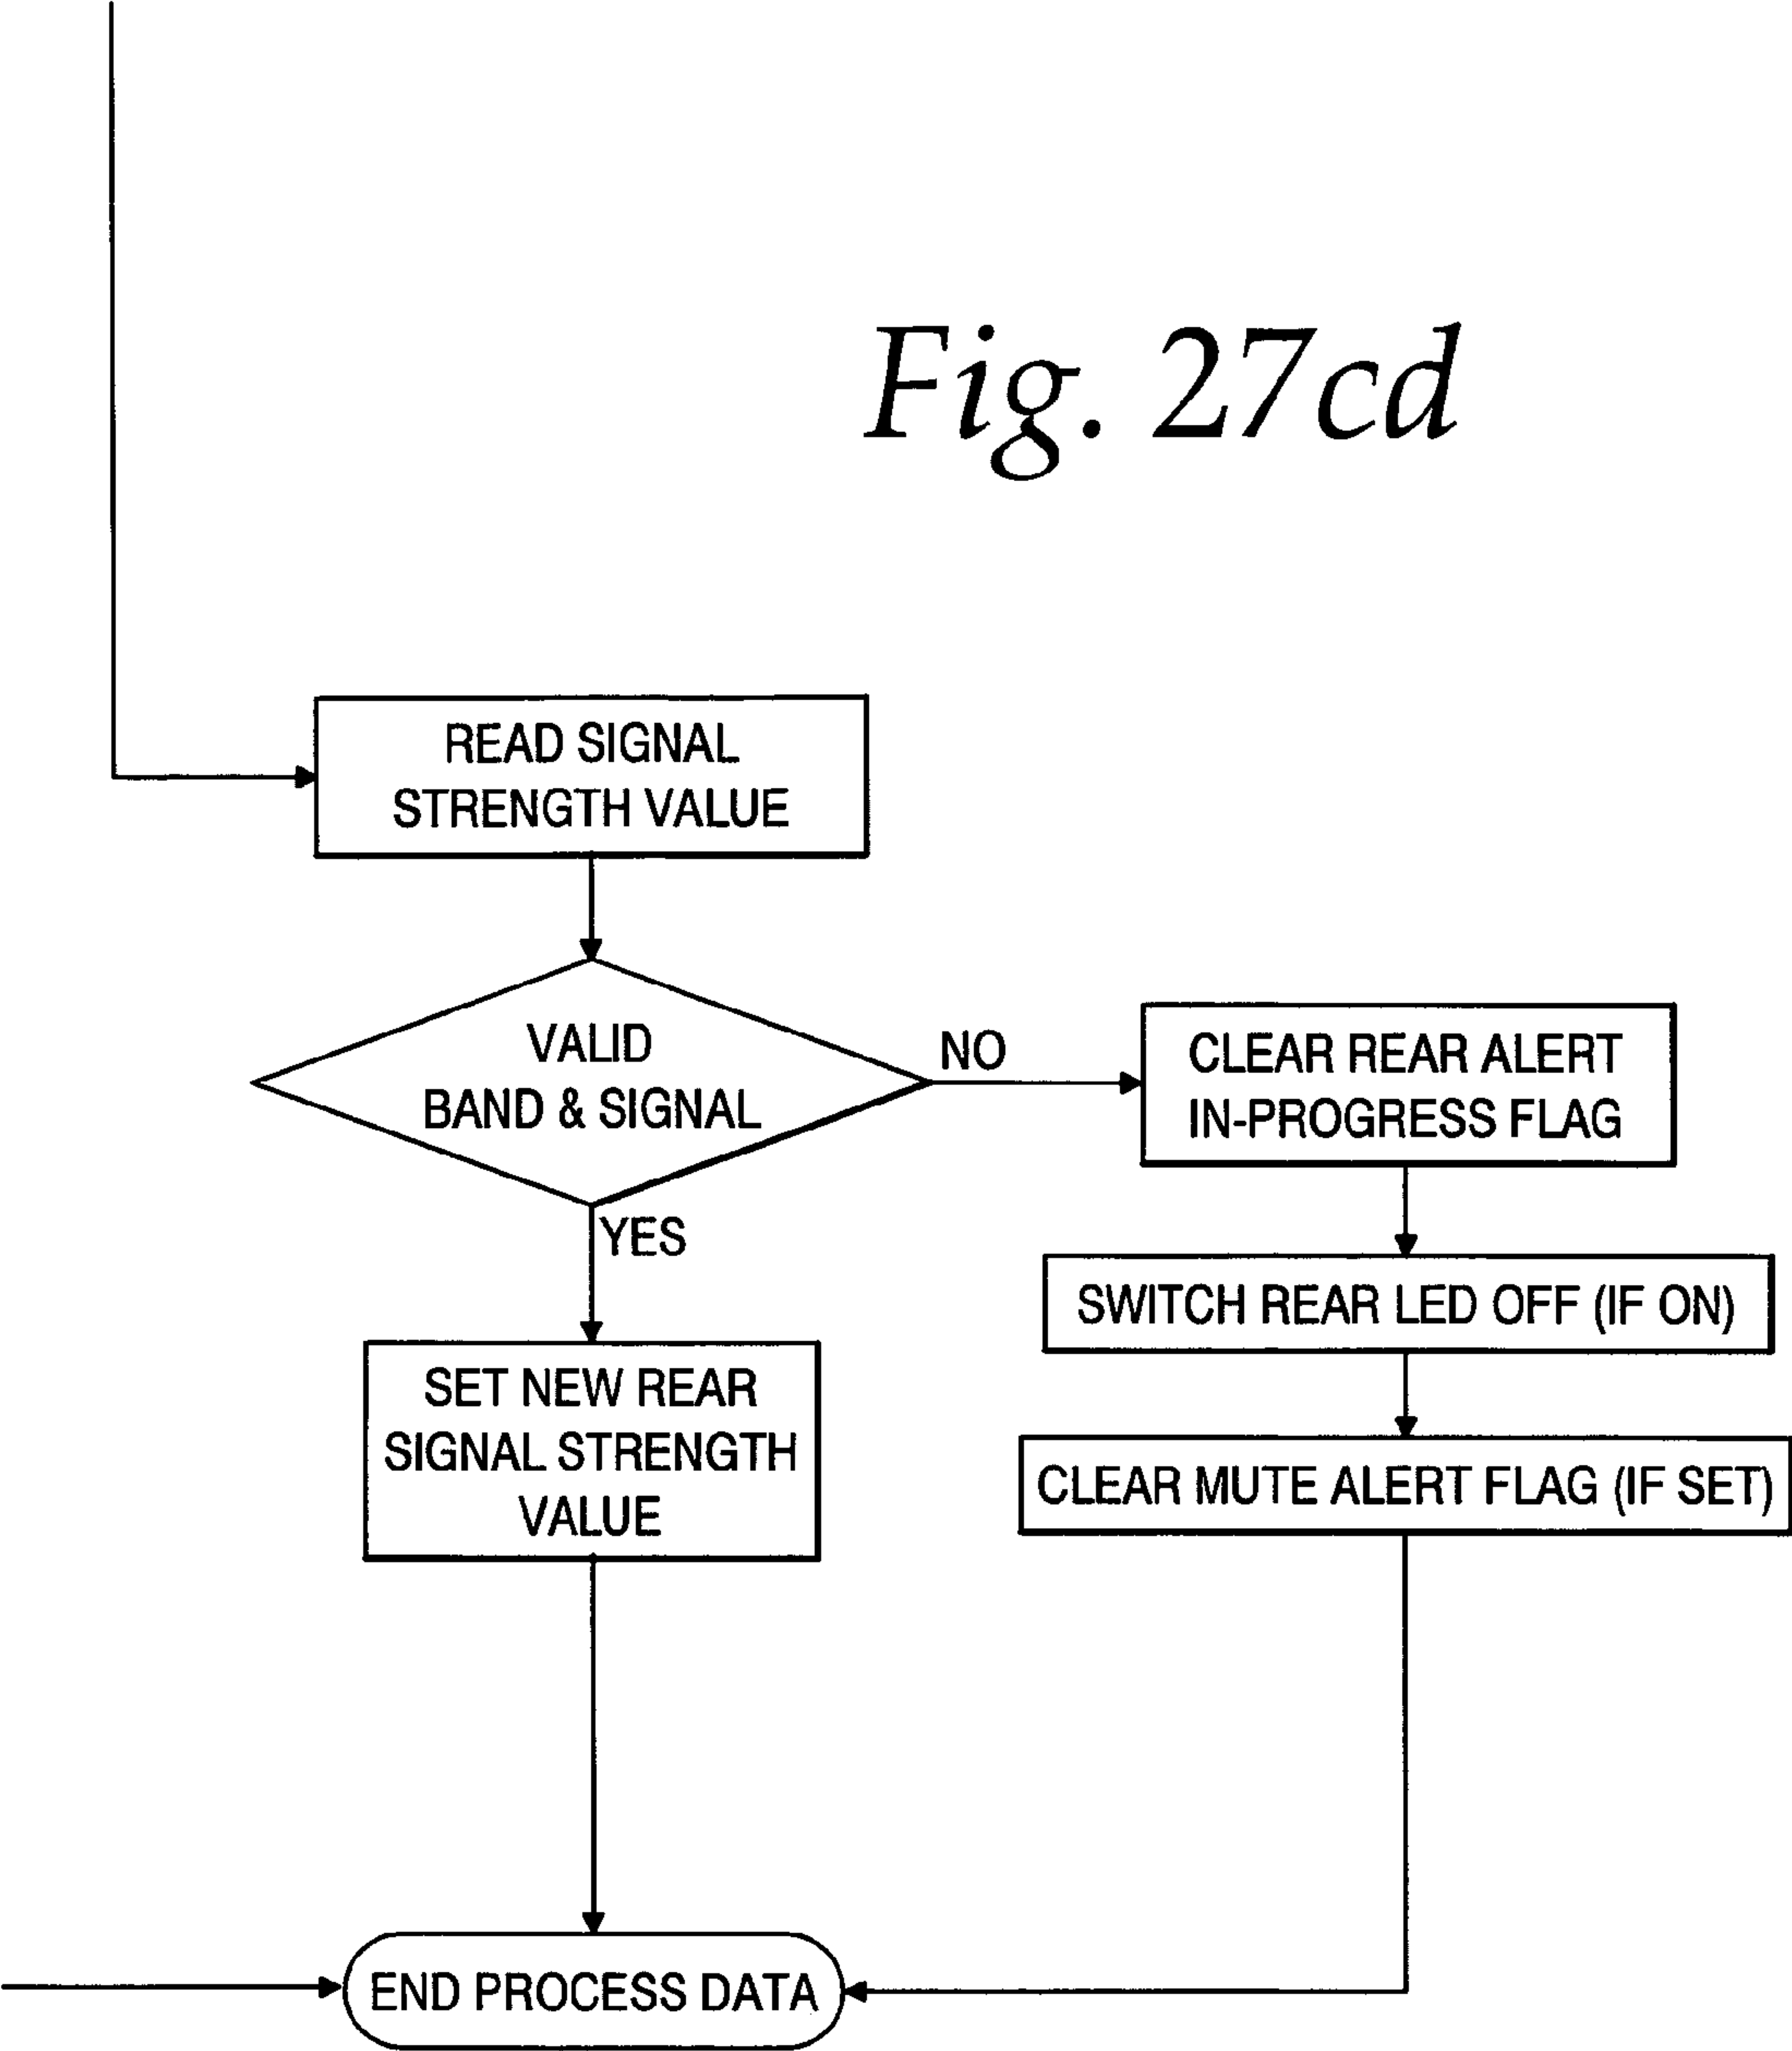 Fig. 27cd
READ SIGNAL
STRENGTH VALUE
VALID
BAND & SIGNAL
NO
CLEAR REAR ALERT
IN-PROGRESS FLAG
YES
SWITCH REAR LED OFF (IF ON)
SET NEW REAR
SIGNAL STRENGTH
VALUE
CLEAR MUTE ALERT FLAG (IF SET)
END PROCESS DATA